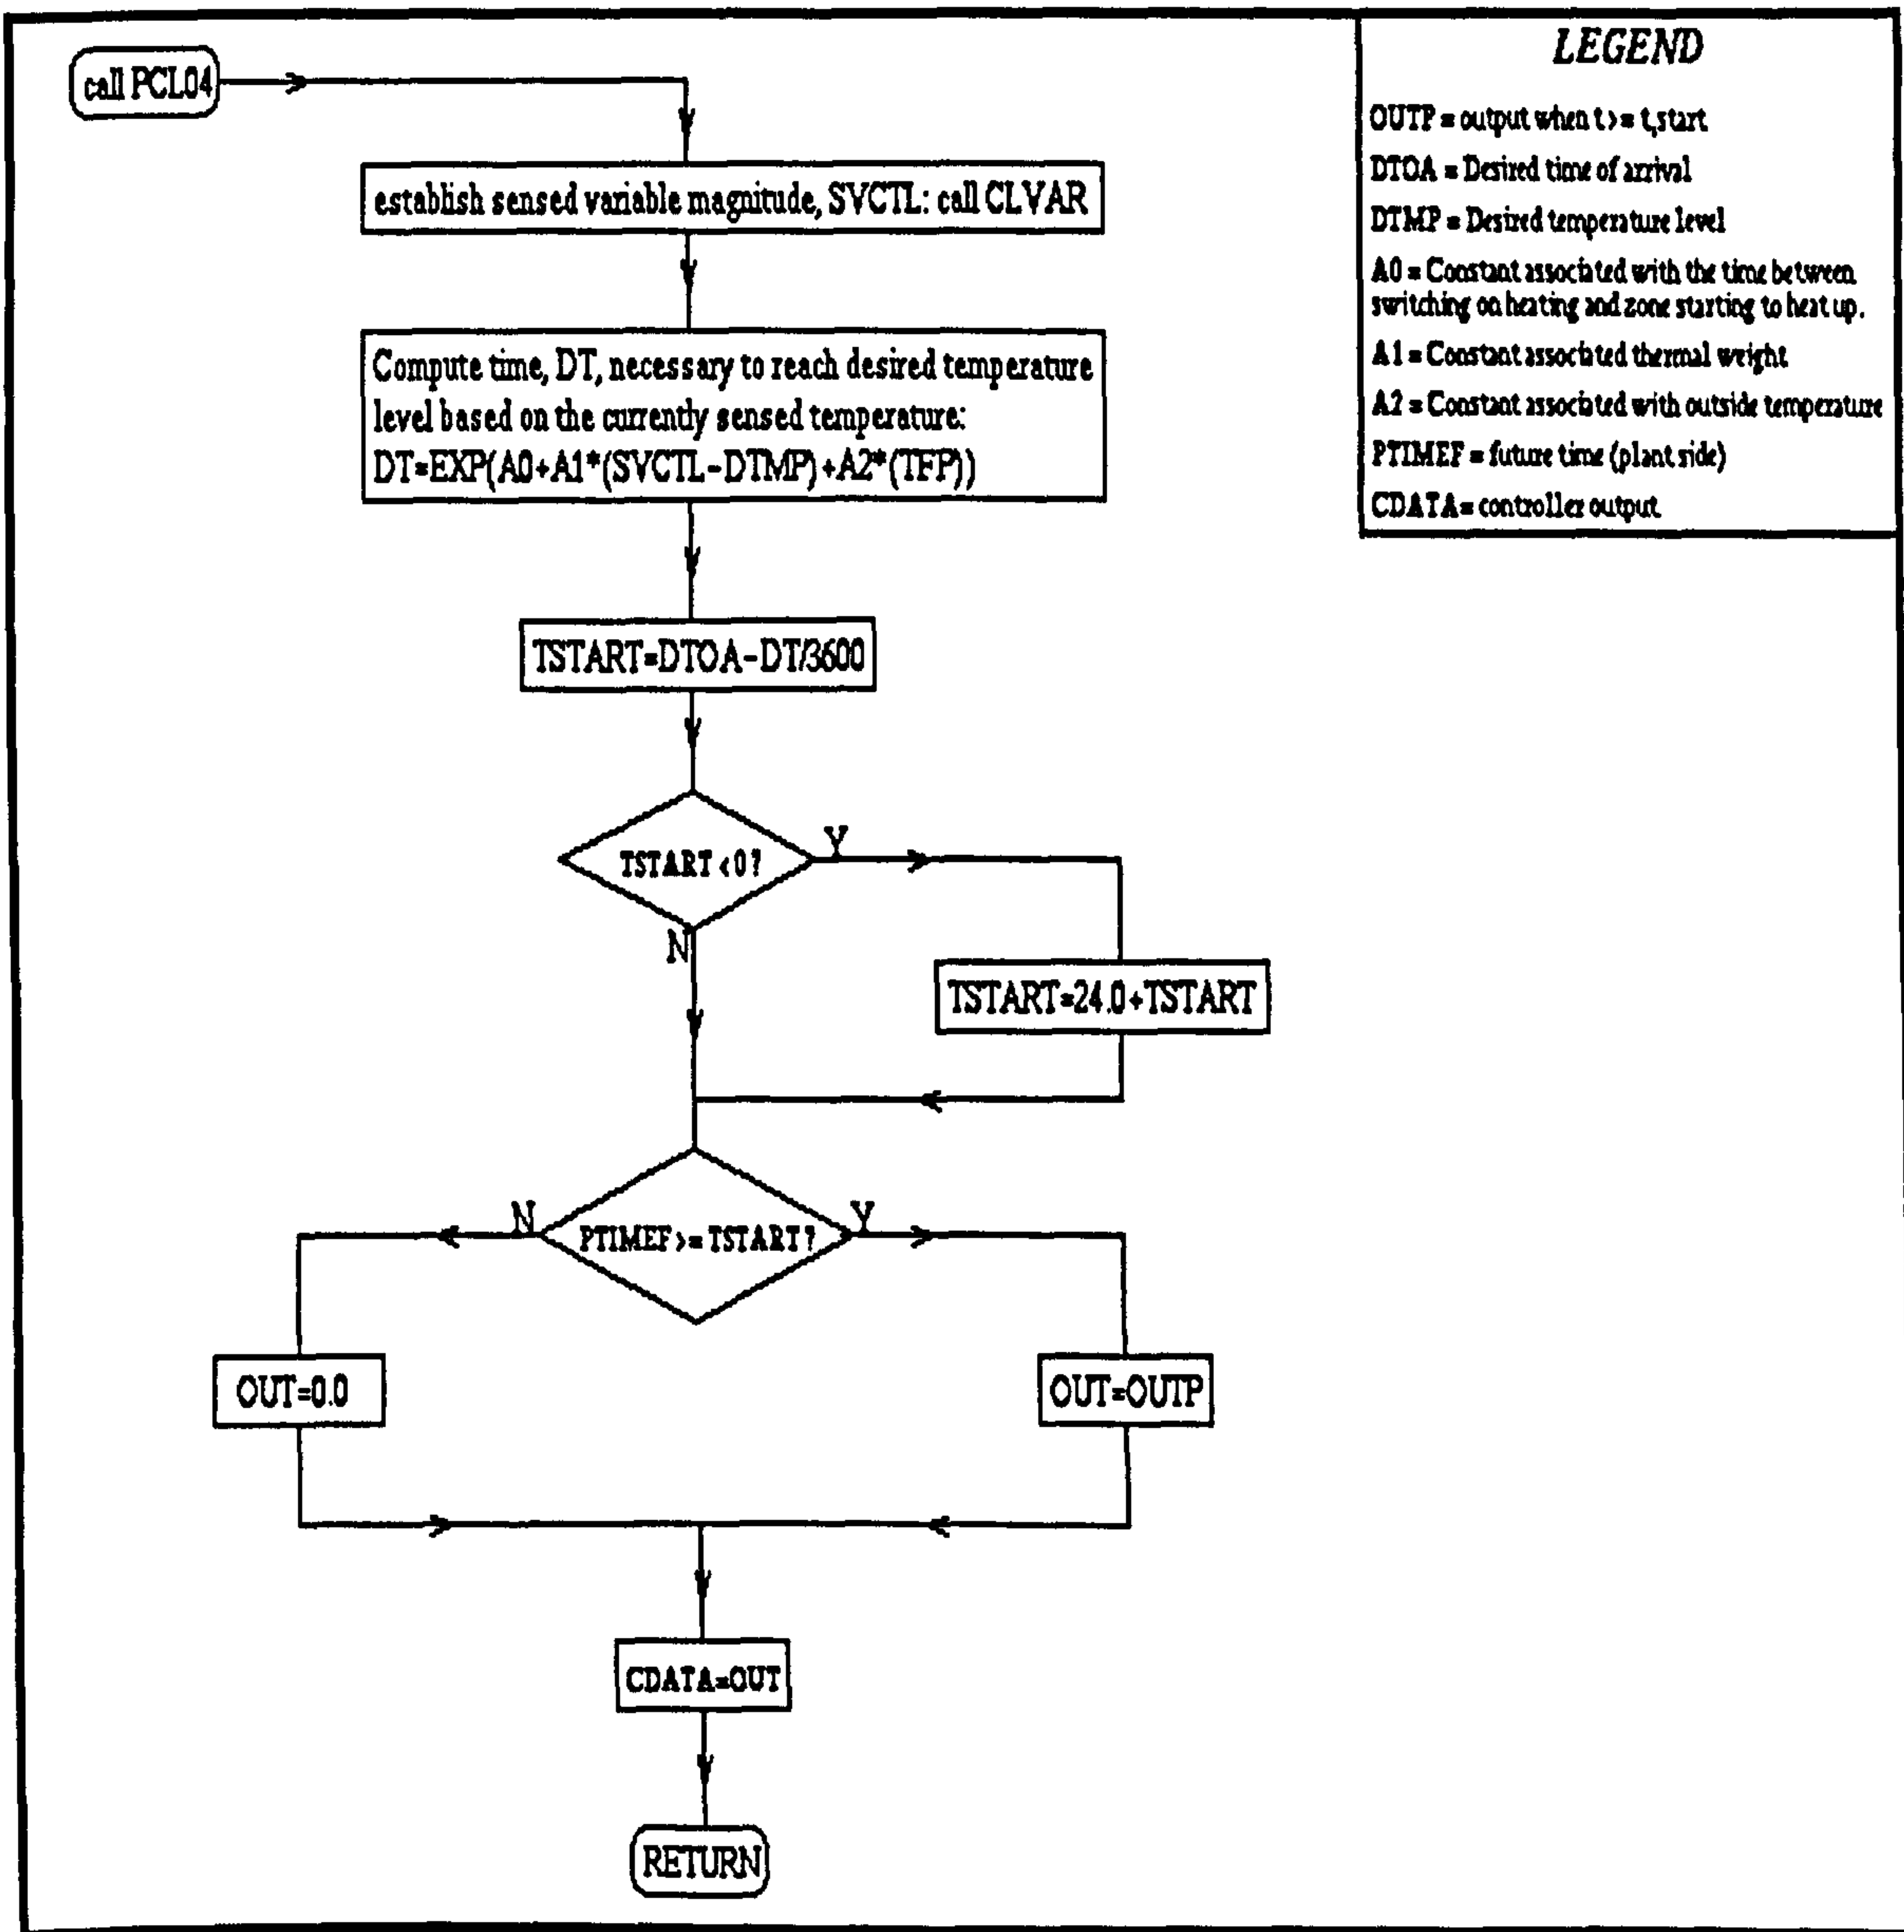 call PCL04
establish sensed variable magnitude, SVCTL: call CLVAR
Compute time, DT, necessary to reach desired temperature
level based on the currently sensed temperature:
DT=EXP(A0+A1*(SVCTL-DTMP)+A2*(TFP))
TSTART=DTOA-DT/3600
TSTART<0?
Y
N
TSTART=24.0+TSTART
PTIMEF>=TSTART?
N
Y
OUT=0.0
OUT=OUTP
CDATA=OUT
RETURN
LEGEND
OUTP = output when t>= t,start
DTOA = Desired time of arrival
DTMP = Desired temperature level
A0 = Constant associated with the time between
switching on heating and zone starting to heat up.
A1 = Constant associated thermal weight
A2 = Constant associated with outside temperature
PTIMEF = future time (plant side)
CDATA= controller output